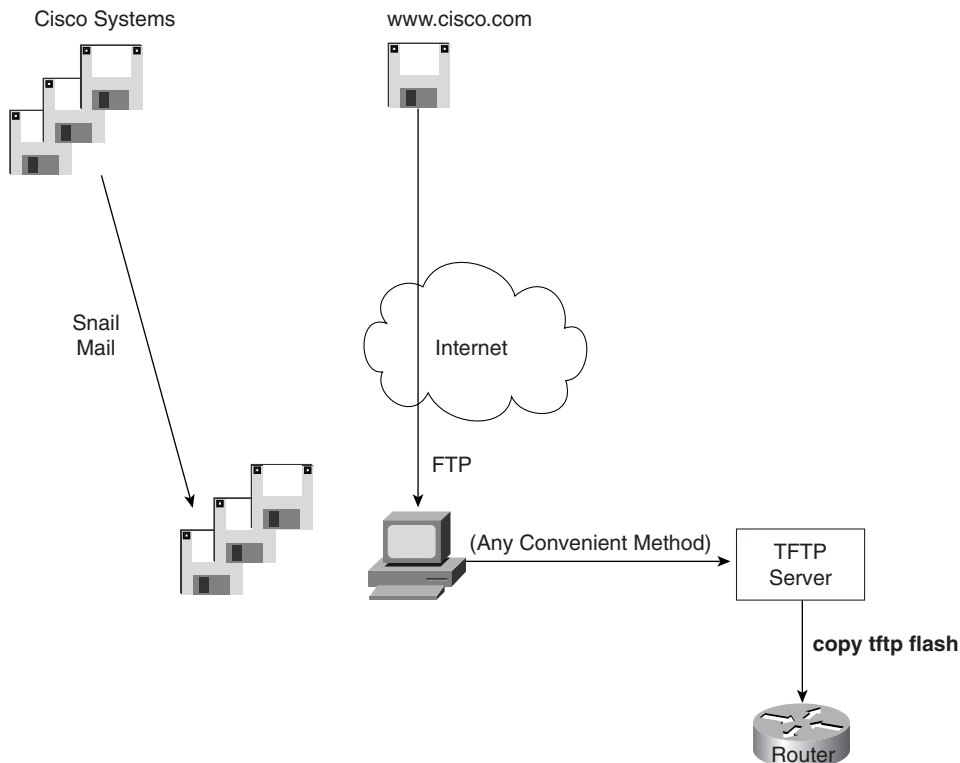 Cisco Systems
www.cisco.com
Snail
Mail
Internet
FTP
(Any Convenient Method)
TFTP
Server
copy tftp flash
Router